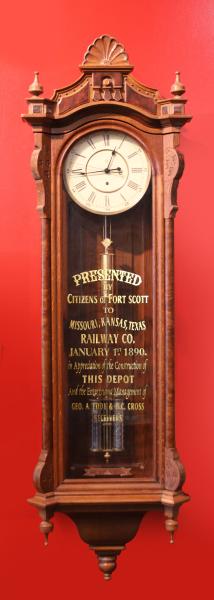 PRESENTED
BY
CITIZENS OF FORT SCOTT
TO
MISSOURI, KANSAS, TEXAS
RAILWAY CO.
JANUARY 1ST 1890.
In Appreciation of the Construction of
THIS DEPOT
And the Enterprising Management of
GEO. A. EDDY & H.C. CROSS
RECEIVERS